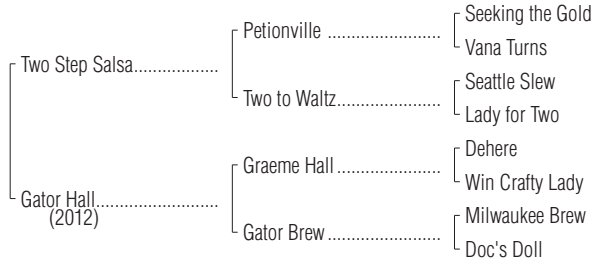 Seeking the Gold
Petionville ....................
Vana Turns
Two Step Salsa.................
Seattle Slew
Two to Waltz..................
Lady for Two
Dehere
Graeme Hall ..................
Win Crafty Lady
Gator Hall........................
(2012)
Milwaukee Brew
Gator Brew ....................
Doc's Doll